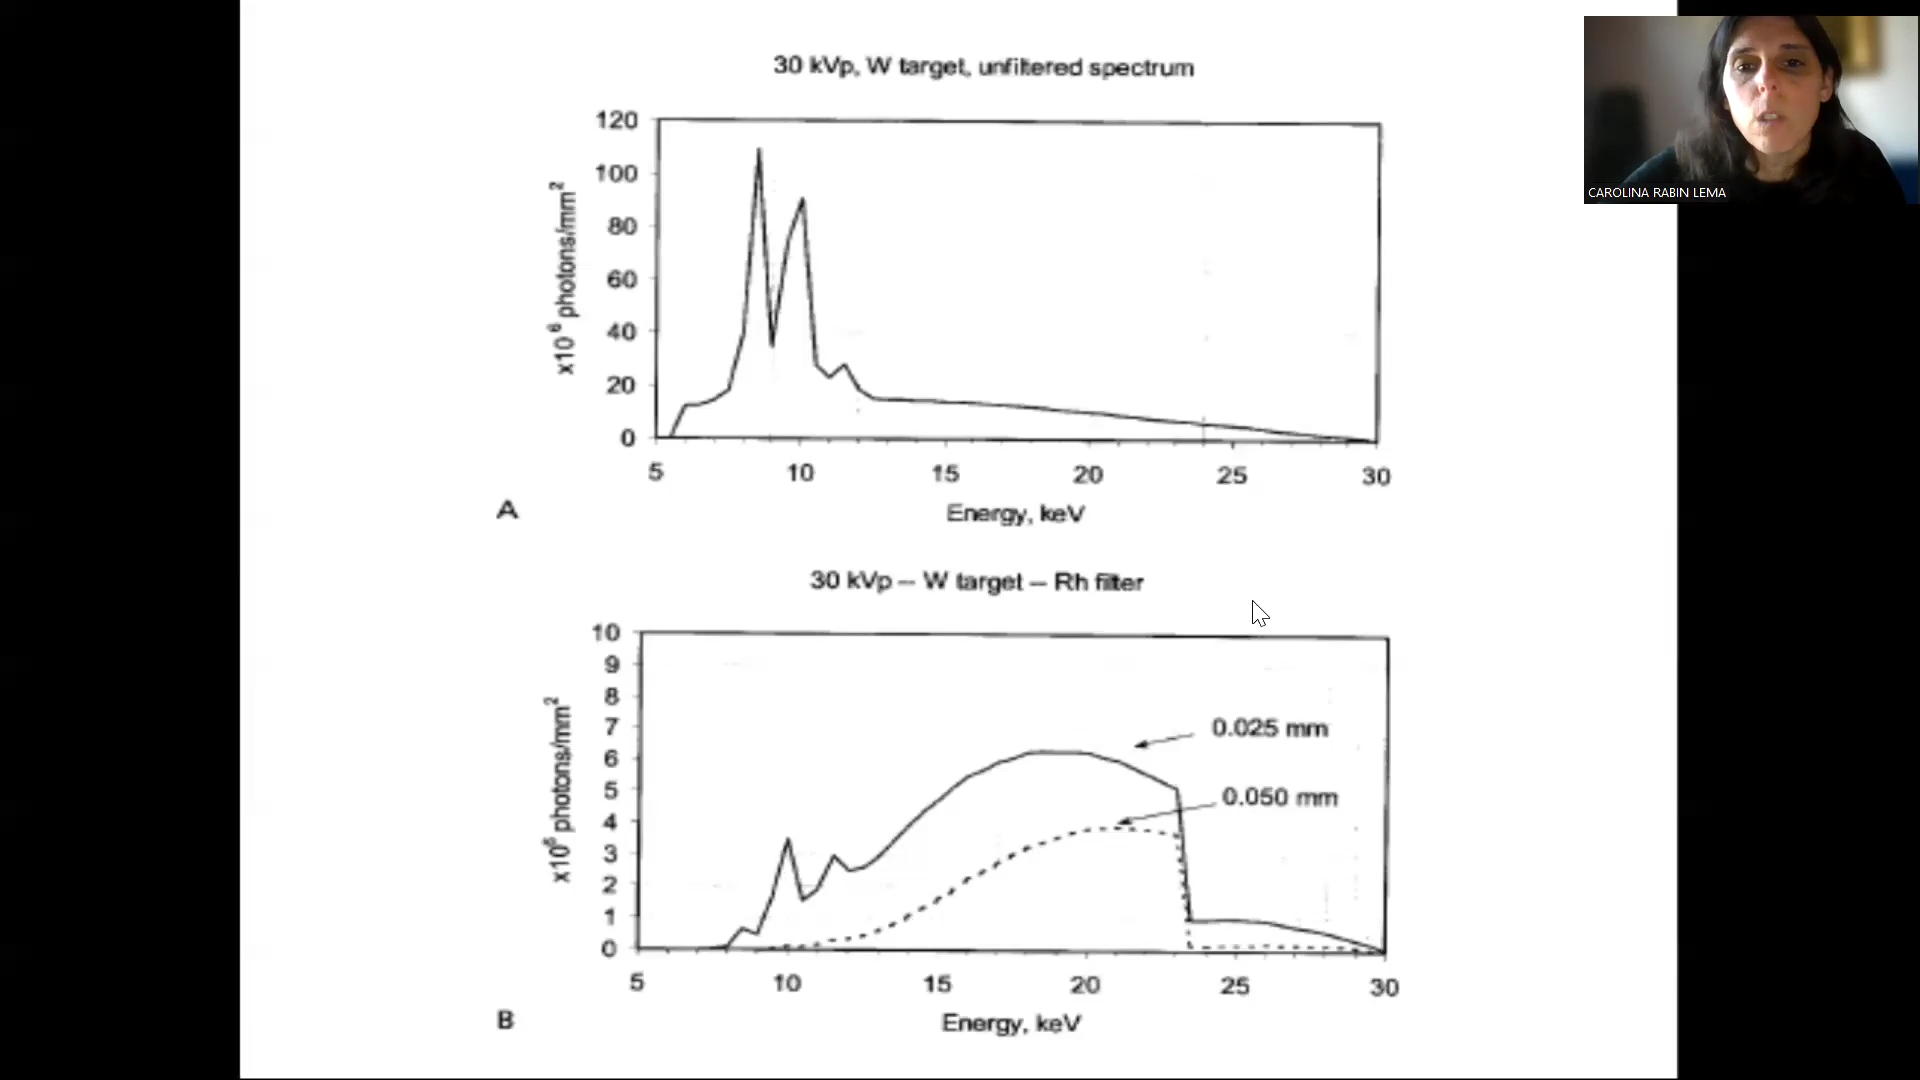 30 kVp, W target, unfiltered spectrum
120
100
80
60
40
20
0
x10⁶ photons/mm²
5 10 15 20 25 30
Energy, keV
A
30 kVp – W target – Rh filter
10
9
8
7
6
5
4
3
2
1
0
x10⁵ photons/mm²
0.025 mm
0.050 mm
5 10 15 20 25 30
Energy, keV
B
CAROLINA RABIN LEMA